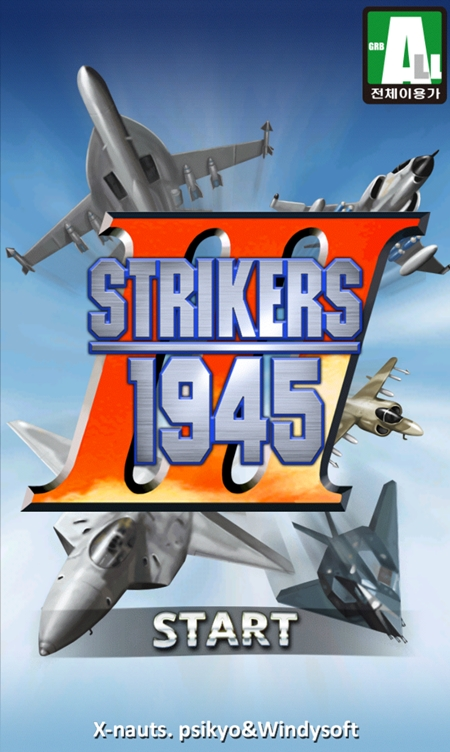 GRB
ALL
전체이용가
III
STRIKERS
1945
START
X-nauts. psikyo&Windysoft